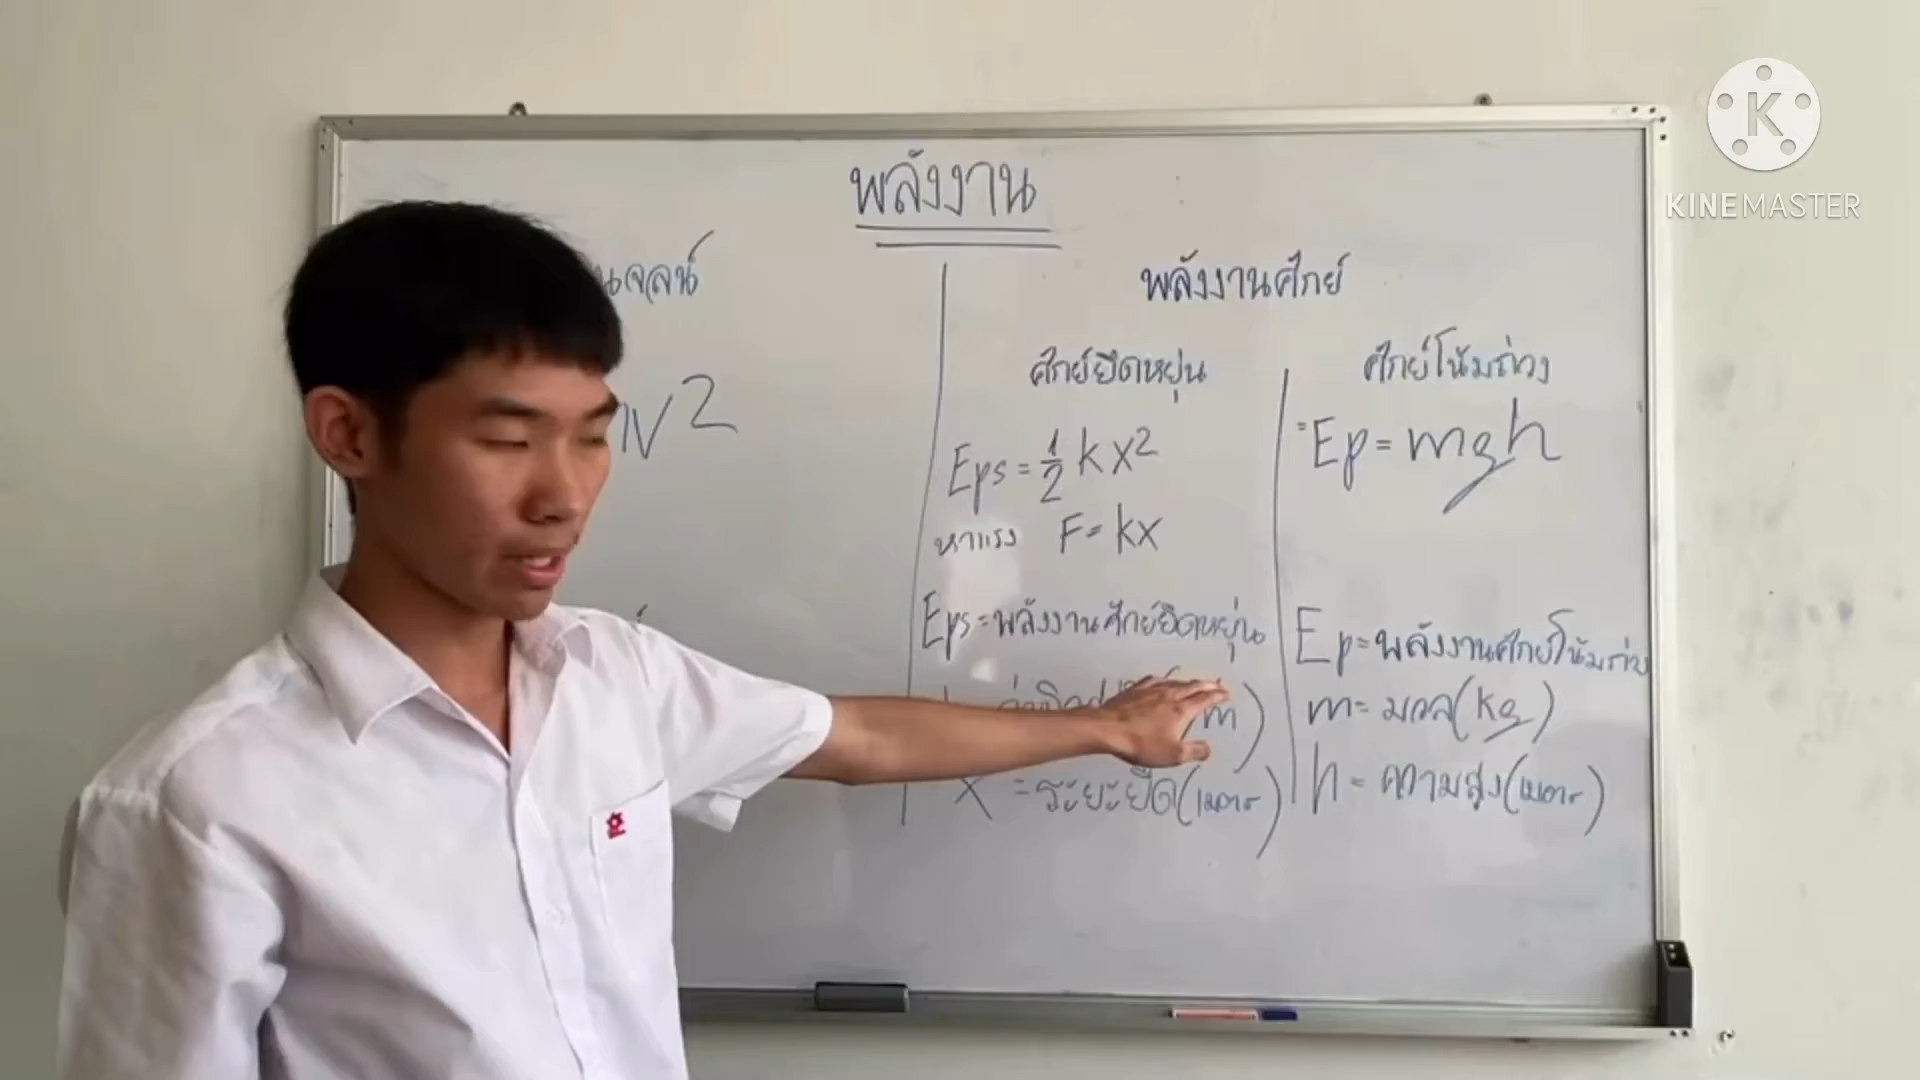 KINEMASTER
พลังงาน
จลน์
v²
พลังงานศักย์
ศักย์ยืดหยุ่น
Eps = 1/2 kx²
หาแรง F = kx
Eps = พลังงานศักย์ยืดหยุ่น
x = ระยะยืด (เมตร)
ศักย์โน้มถ่วง
Ep = mgh
Ep = พลังงานศักย์โน้มถ่วง
m = มวล (kg)
h = ความสูง (เมตร)